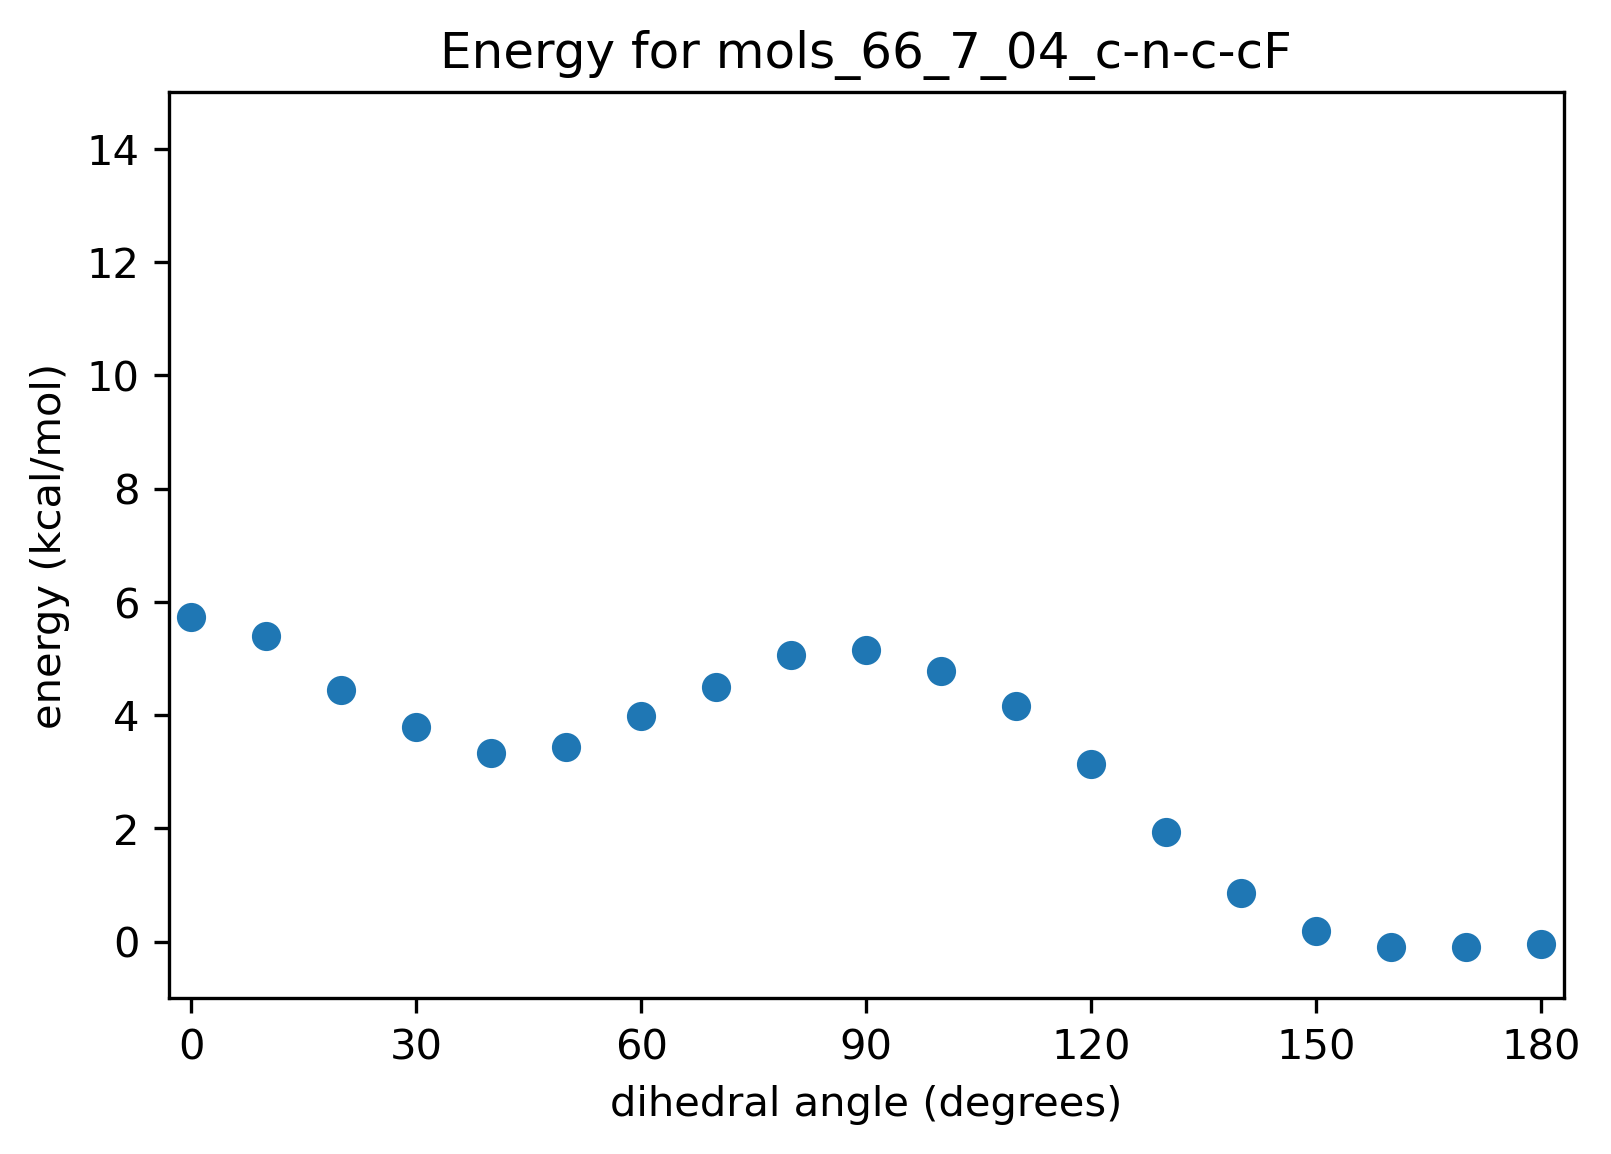 Energy for mols_66_7_04_c-n-c-cF
14
12
10
8
6
4
2
0
energy (kcal/mol)
0 30 60 90 120 150 180
dihedral angle (degrees)